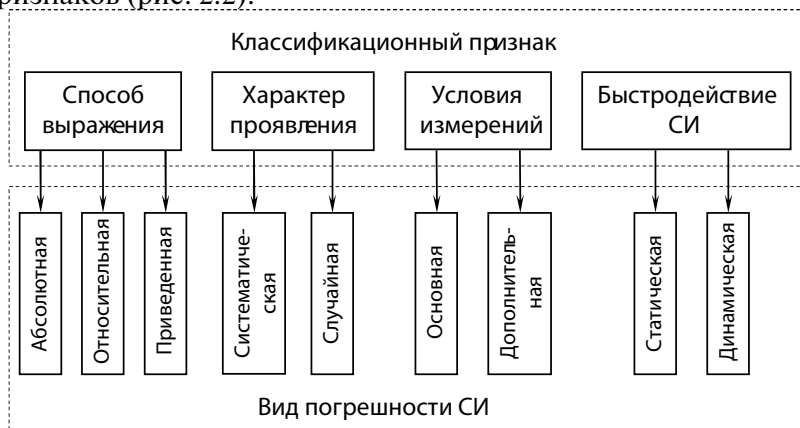 ризнаков (рис. 2.2).
Классификационный признак
Способ
выражения
Характер
проявления
Условия
измерений
Быстродействие
СИ
Абсолютная
Относительная
Приведенная
Систематиче-
ская
Случайная
Основная
Дополнитель-
ная
Статическая
Динамическая
Вид погрешности СИ